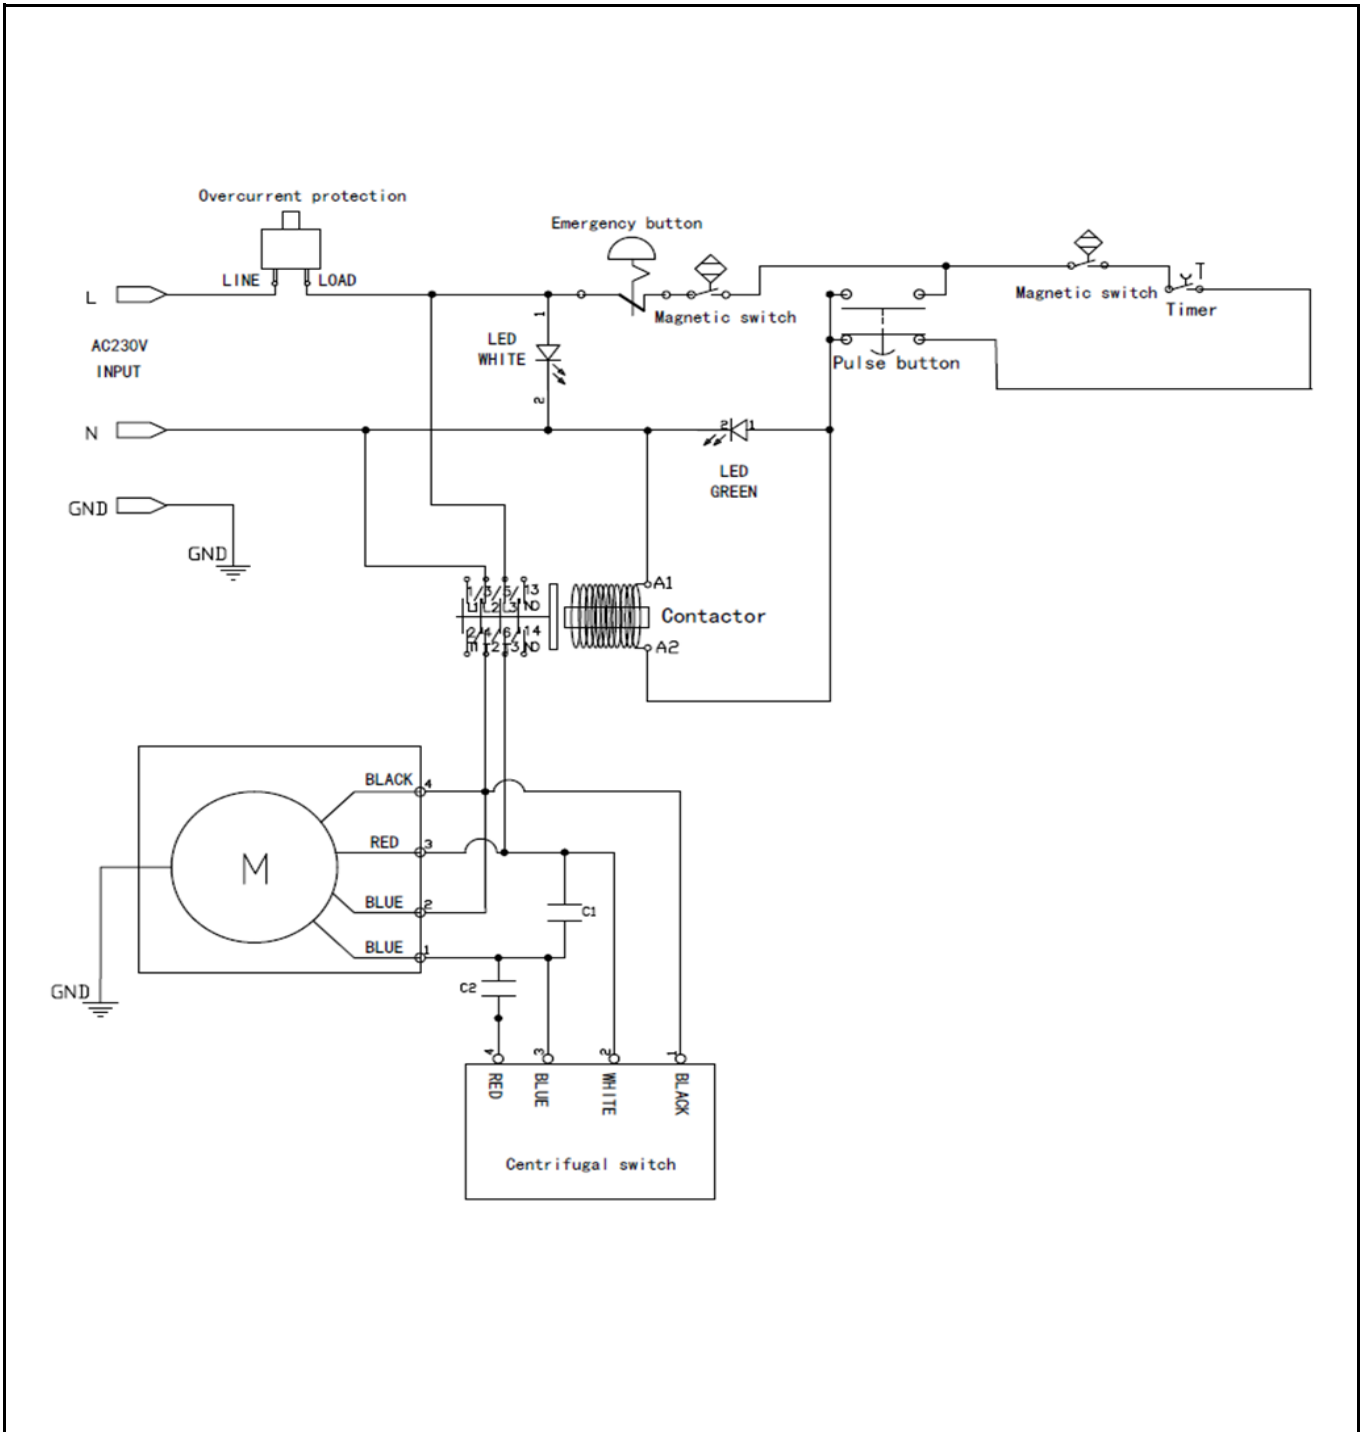 Overcurrent protection
Emergency button
LINE
LOAD
L
Magnetic switch
Magnetic switch
T
Timer
AC230V
INPUT
1
LED
WHITE
2
Pulse button
N
2
1
LED
GREEN
GND
GND
1
3
5
13
L1
L2
L3
NO
A1
Contactor
2
4
6
14
T2
T3
NO
A2
BLACK
4
RED
3
M
BLUE
2
C1
BLUE
1
GND
C2
4
3
2
1
RED
BLUE
WHITE
BLACK
Centrifugal switch